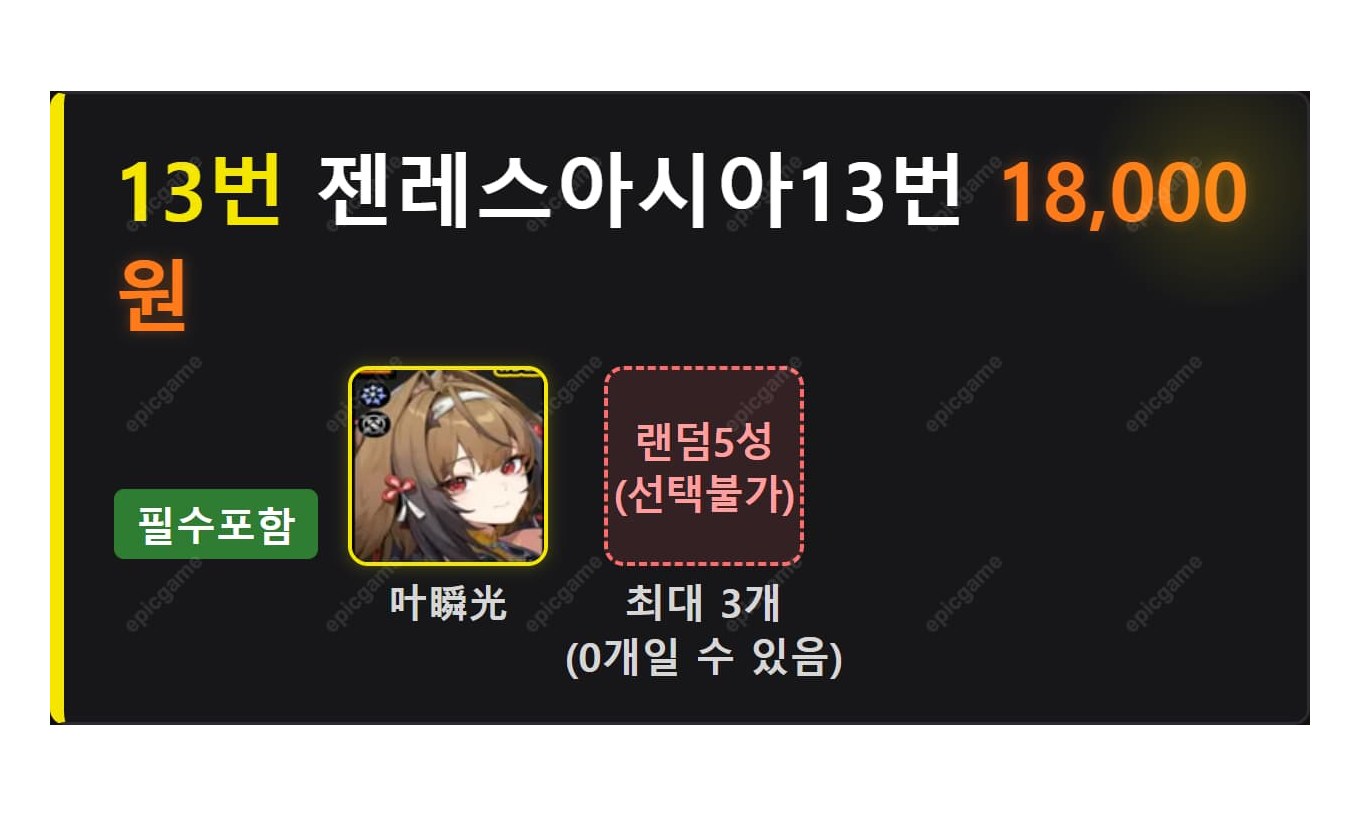 13번 젠레스아시아13번 18,000
원
필수포함
랜덤5성
(선택불가)
叶瞬光
최대 3개
(0개일 수 있음)
epicgame